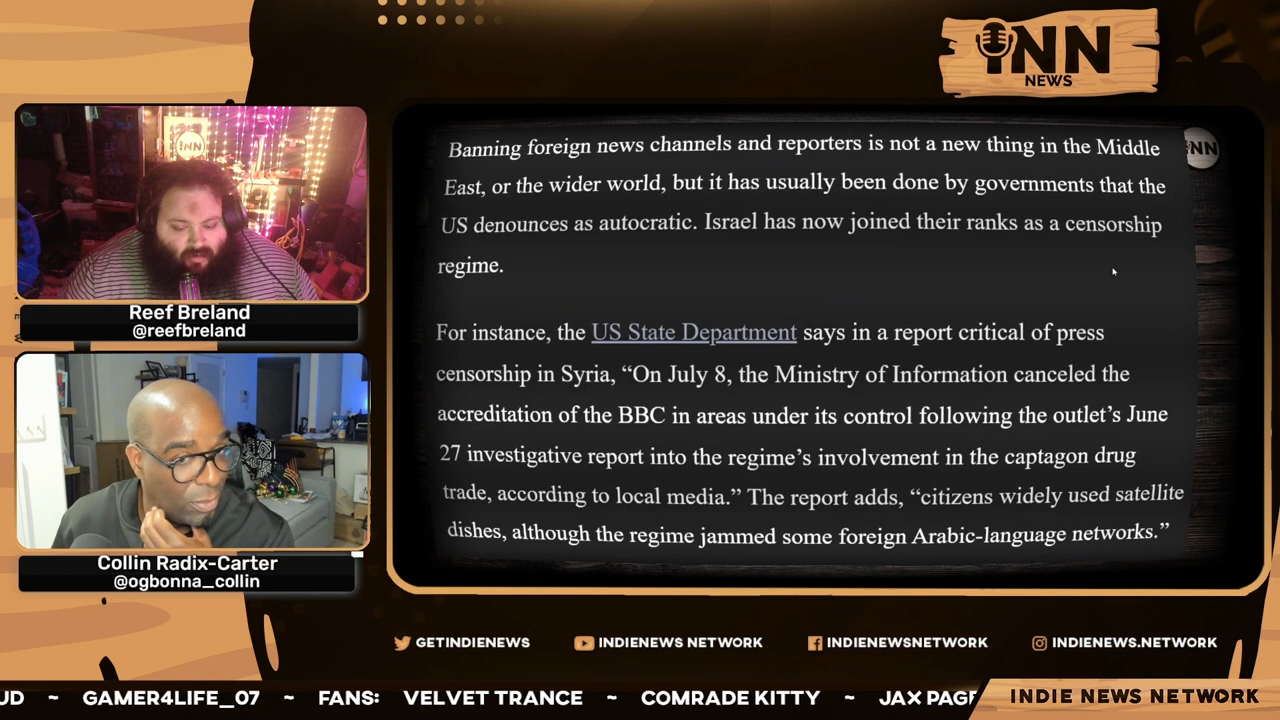 INN
NEWS
INN
Reef Breland
@reefbreland
Collin Radix-Carter
@ogbonna_collin
Banning foreign news channels and reporters is not a new thing in the Middle
East, or the wider world, but it has usually been done by governments that the
US denounces as autocratic. Israel has now joined their ranks as a censorship
regime.
For instance, the US State Department says in a report critical of press
censorship in Syria, “On July 8, the Ministry of Information canceled the
accreditation of the BBC in areas under its control following the outlet’s June
27 investigative report into the regime’s involvement in the captagon drug
trade, according to local media.” The report adds, “citizens widely used satellite
dishes, although the regime jammed some foreign Arabic-language networks.”
INN
GETINDIENEWS
INDIENEWS NETWORK
INDIENEWSNETWORK
INDIENEWS.NETWORK
UD ~ GAMER4LIFE_07 ~ FANS: VELVET TRANCE ~ COMRADE KITTY ~ JAX PAGE
INDIE NEWS NETWORK